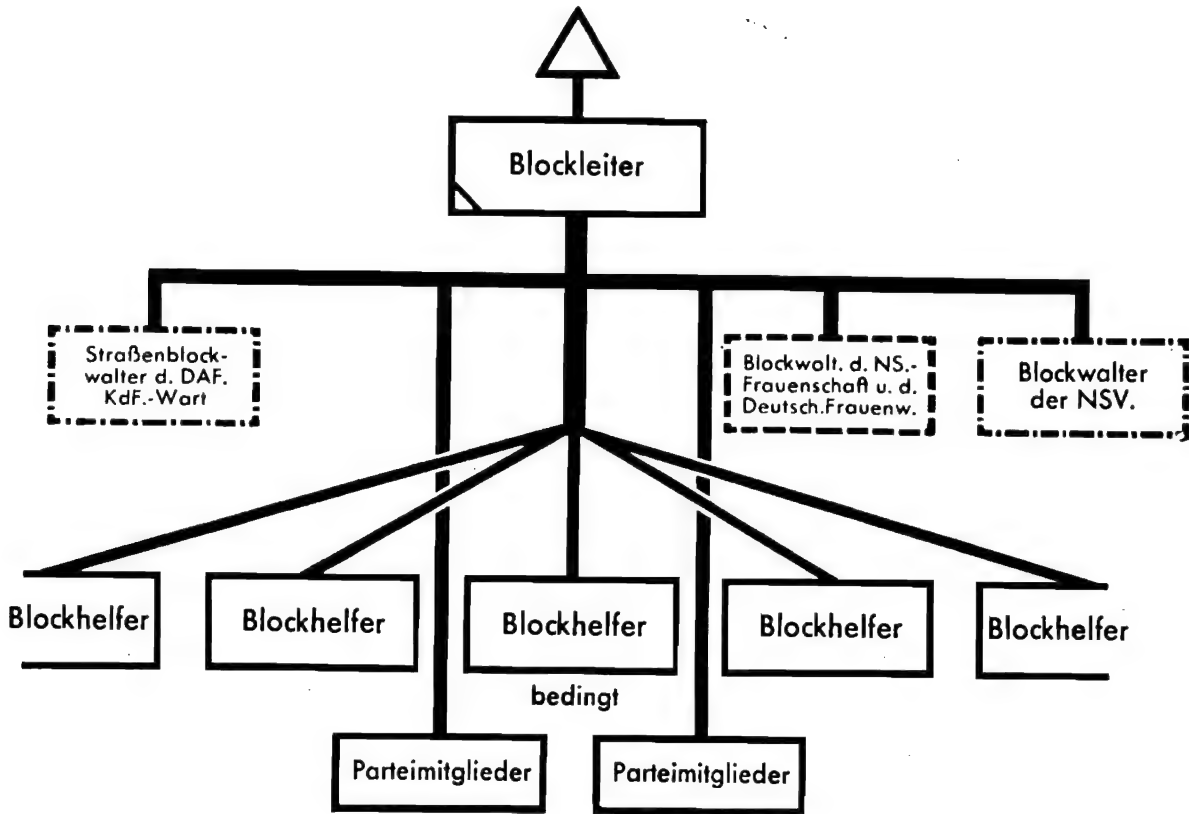 Blockleiter
Straßenblock-
walter d. DAF.
KdF.-Wart
Blockwalt. d. NS.-
Frauenschaft u. d.
Deutsch.Frauenw.
Blockwalter
der NSV.
Blockhelfer
Blockhelfer
Blockhelfer
Blockhelfer
Blockhelfer
bedingt
Parteimitglieder
Parteimitglieder